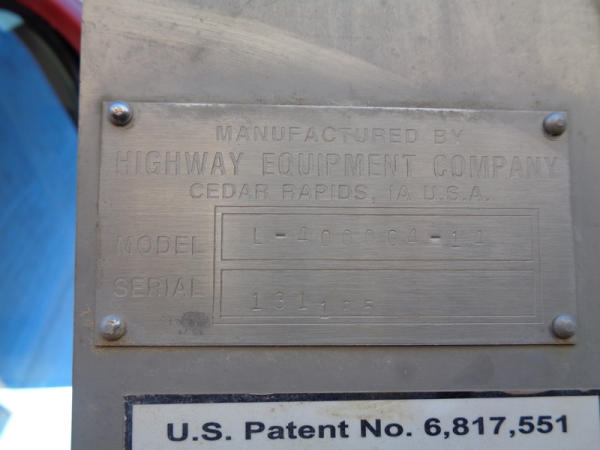 MANUFACTURED BY
HIGHWAY EQUIPMENT COMPANY
CEDAR RAPIDS, IA U.S.A.
MODEL
SERIAL
U.S. Patent No. 6,817,551